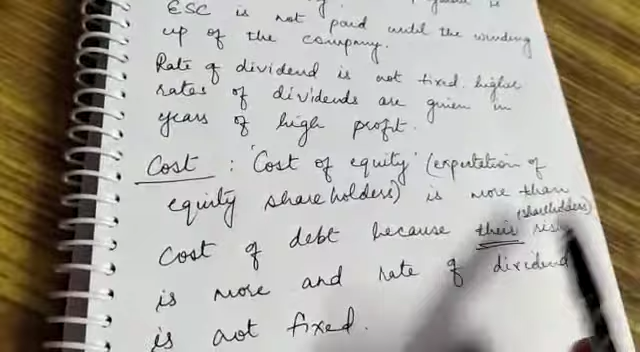 ESC is not paid until the winding
up of the company.
Rate of dividend is not fixed. higher
rates of dividends are given in
years of high profit.
Cost : 'Cost of equity' (expectation of
equity shareholders) is more than
(shareholders)
cost of debt because their risk
is more and rate of dividend
is not fixed.